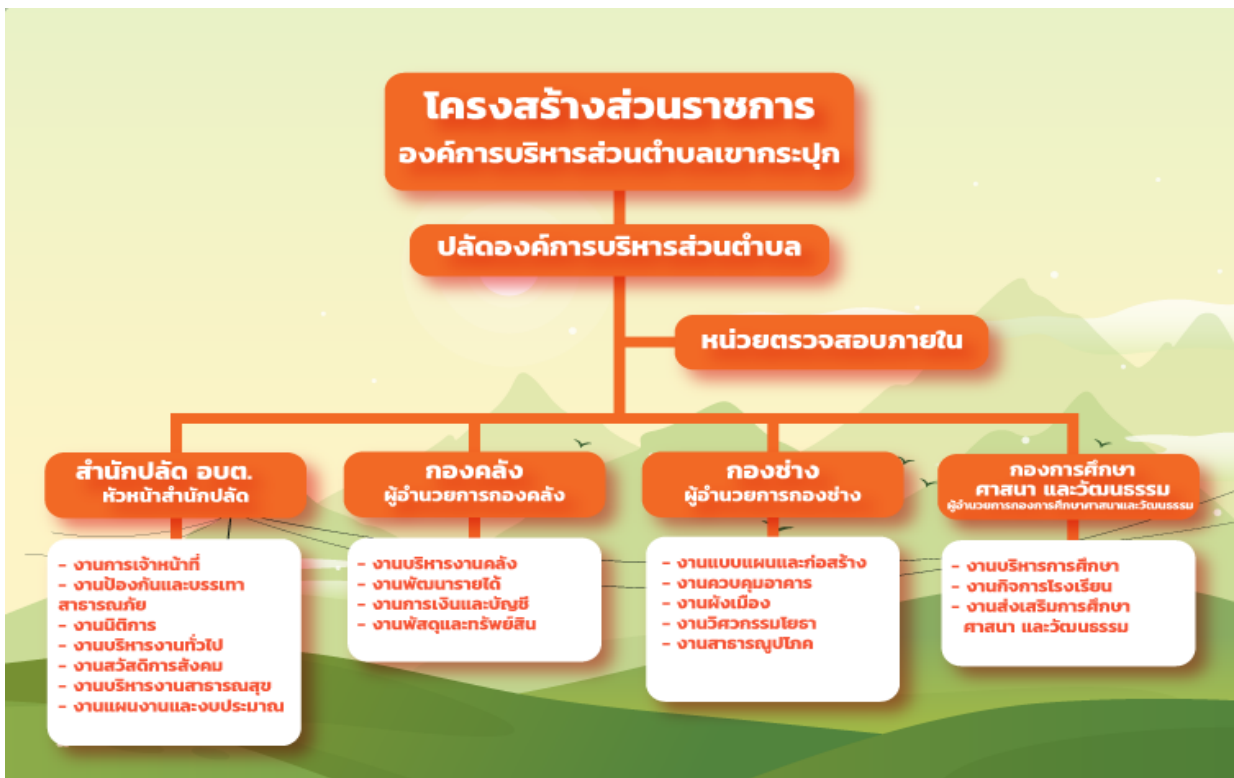 โครงสร้างส่วนราชการ
องค์การบริหารส่วนตำบลเขากระปุก
ปลัดองค์การบริหารส่วนตำบล
หน่วยตรวจสอบภายใน
สำนักปลัด อบต.
หัวหน้าสำนักปลัด
- งานการเจ้าหน้าที่
- งานป้องกันและบรรเทา
สาธารณภัย
- งานนิติการ
- งานบริหารงานทั่วไป
- งานสวัสดิการสังคม
- งานบริหารงานสาธารณสุข
- งานแผนงานและงบประมาณ
กองคลัง
ผู้อำนวยการกองคลัง
- งานบริหารงานคลัง
- งานพัฒนารายได้
- งานการเงินและบัญชี
- งานพัสดุและทรัพย์สิน
กองช่าง
ผู้อำนวยการกองช่าง
- งานแบบแผนและก่อสร้าง
- งานควบคุมอาคาร
- งานผังเมือง
- งานวิศวกรรมโยธา
- งานสาธารณูปโภค
กองการศึกษา
ศาสนา และวัฒนธรรม
ผู้อำนวยการกองการศึกษาศาสนาและวัฒนธรรม
- งานบริหารการศึกษา
- งานกิจการโรงเรียน
- งานส่งเสริมการศึกษา
ศาสนา และวัฒนธรรม